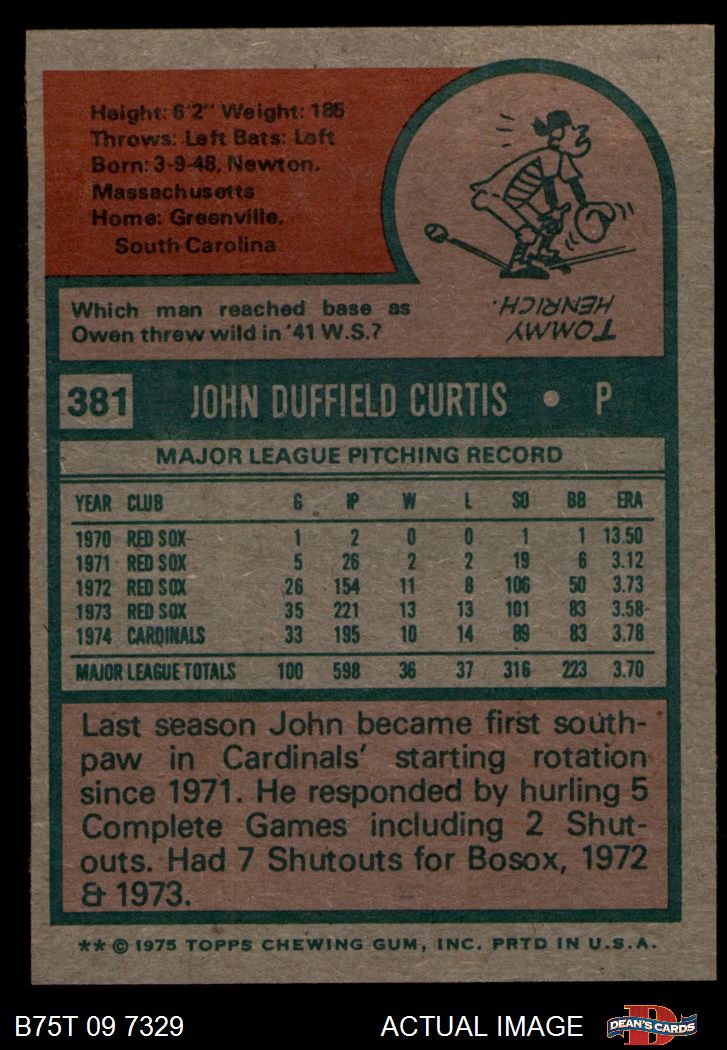 Height: 6'2" Weight: 185
Throws: Left Bats: Left
Born: 3-9-48, Newton,
Massachusetts
Home: Greenville,
South Carolina
Which man reached base as
Owen threw wild in '41 W.S.?
TOMMY
HENRICH.
381 JOHN DUFFIELD CURTIS • P
MAJOR LEAGUE PITCHING RECORD
YEAR CLUB G IP W L SO BB ERA
1970 RED SOX 1 2 0 0 1 1 13.50
1971 RED SOX 5 26 2 2 19 6 3.12
1972 RED SOX 26 154 11 8 106 50 3.73
1973 RED SOX 35 221 13 13 101 83 3.58
1974 CARDINALS 33 195 10 14 89 83 3.78
MAJOR LEAGUE TOTALS 100 598 36 37 316 223 3.70
Last season John became first south-
paw in Cardinals' starting rotation
since 1971. He responded by hurling 5
Complete Games including 2 Shut-
outs. Had 7 Shutouts for Bosox, 1972
& 1973.
** © 1975 TOPPS CHEWING GUM, INC. PRTD IN U.S.A.
B75T 09 7329 ACTUAL IMAGE D DEAN'S CARDS